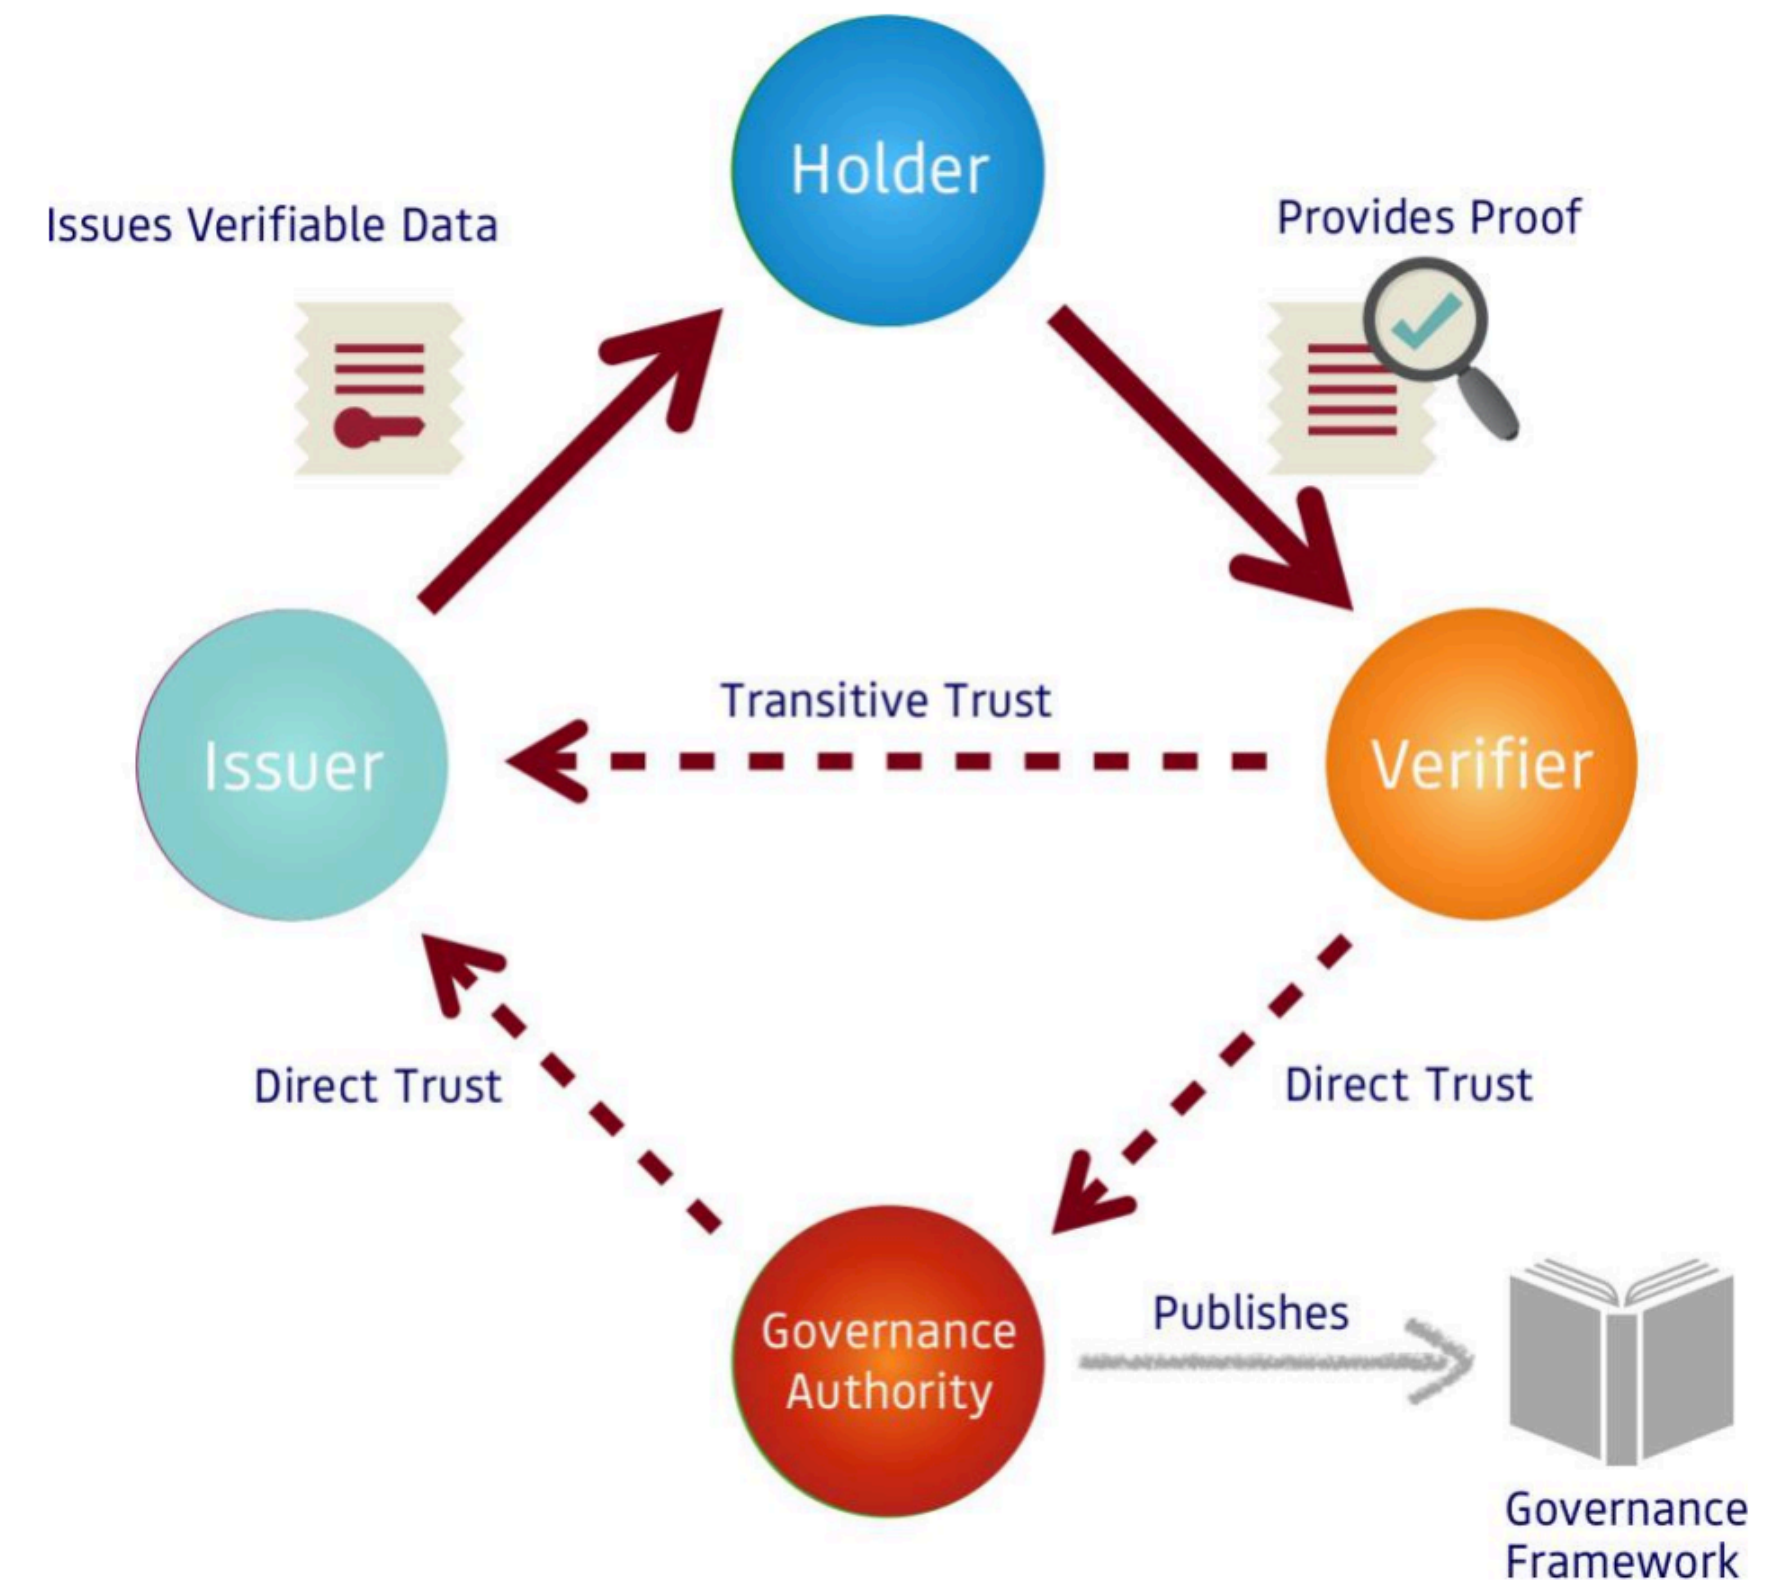 Holder
Issues Verifiable Data
Provides Proof
Transitive Trust
Issuer
Verifier
Direct Trust
Direct Trust
Governance
Authority
Publishes
Governance
Framework